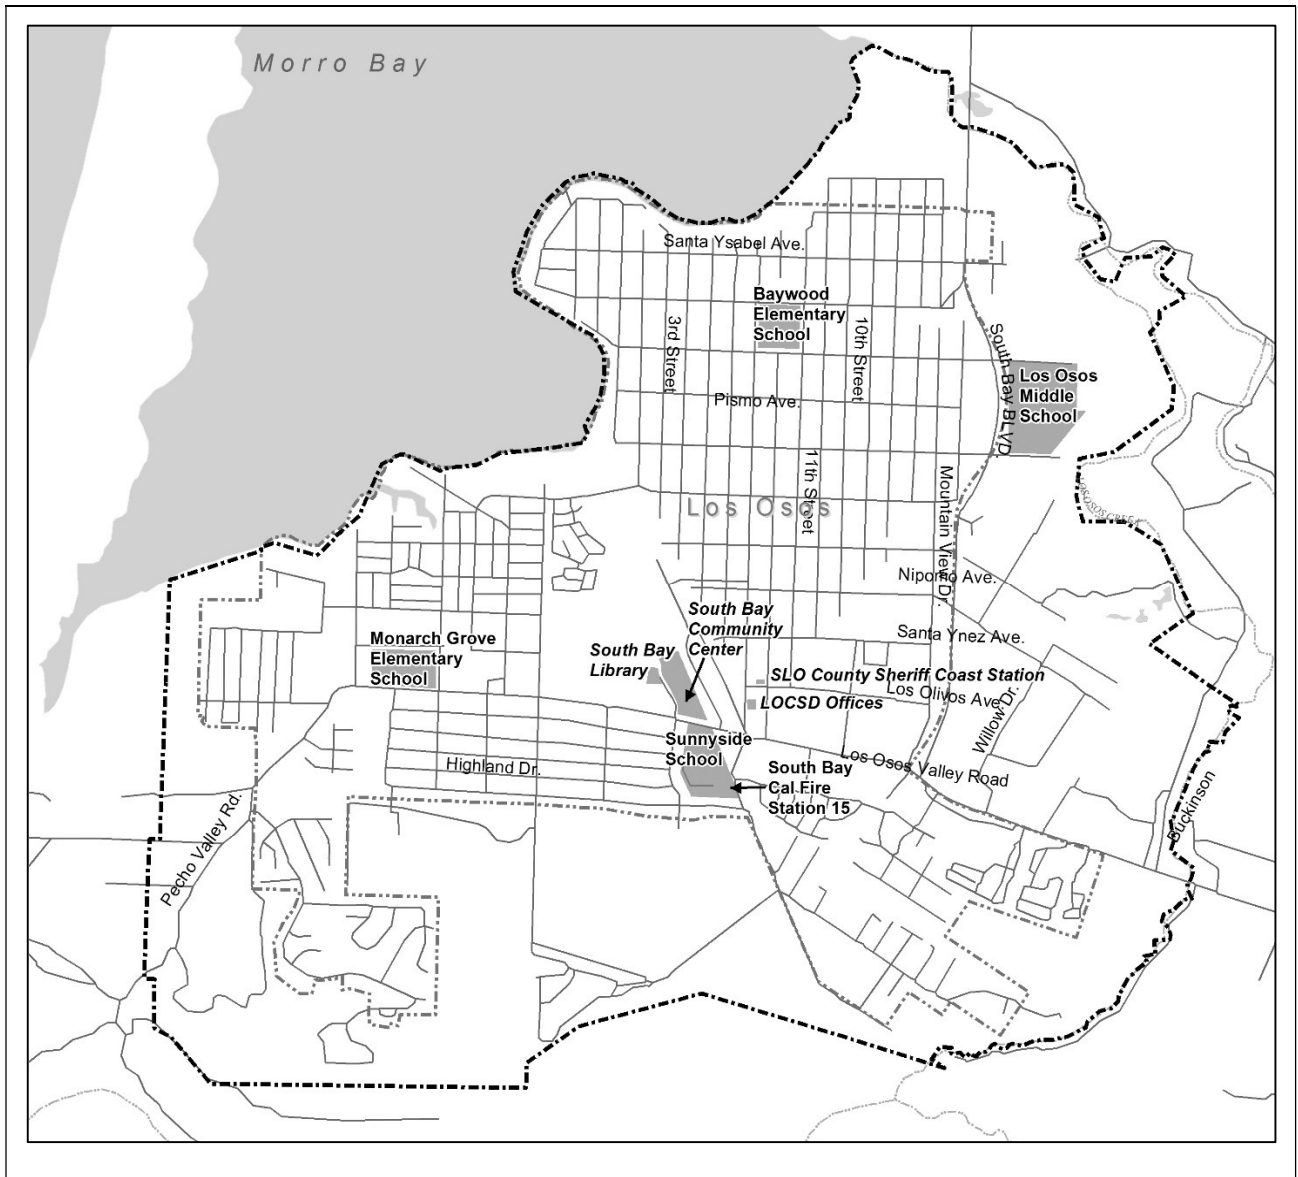 Morro Bay
Santa Ysabel Ave.
Baywood
Elementary
School
3rd Street
10th Street
South Bay BLVD.
Los Osos
Middle
School
Pismo Ave.
11th Street
Mountain View Dr.
Los Osos
LOS OSOS CREEK
Nipomo Ave.
South Bay
Community
Center
Santa Ynez Ave.
Monarch Grove
Elementary
School
South Bay
Library
SLO County Sheriff Coast Station
Los Olivos Ave.
LOCSD Offices
Willow Dr.
Sunnyside
School
Highland Dr.
Los Osos Valley Road
South Bay
Cal Fire
Station 15
Pecho Valley Rd.
Buckinson